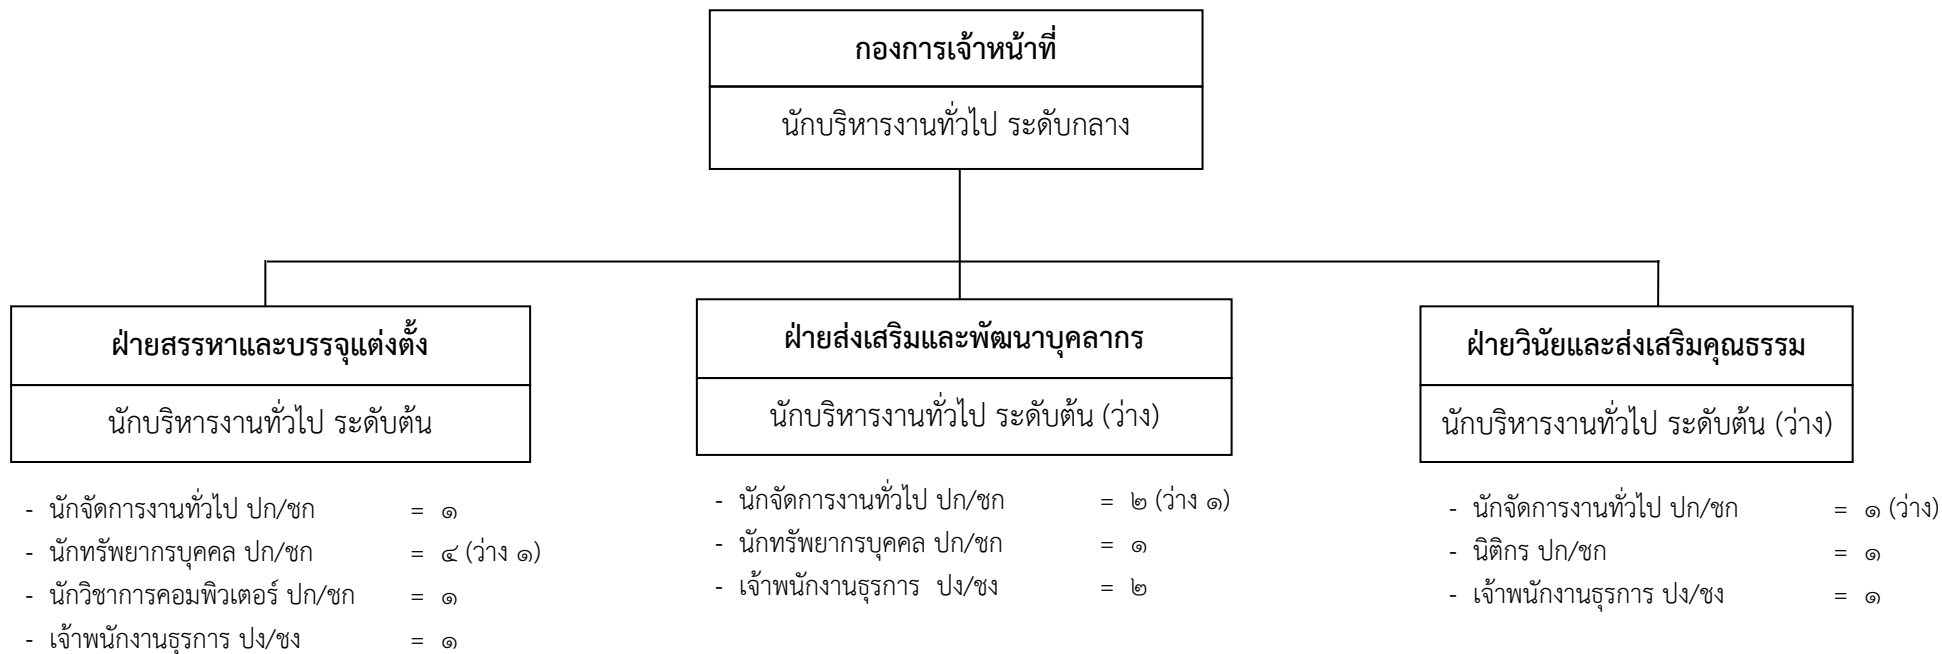 กองการเจ้าหน้าที่
นักบริหารงานทั่วไป ระดับกลาง
ฝ่ายสรรหาและบรรจุแต่งตั้ง
นักบริหารงานทั่วไป ระดับต้น
- นักจัดการงานทั่วไป ปก/ชก = ๑
- นักทรัพยากรบุคคล ปก/ชก = ๔ (ว่าง ๑)
- นักวิชาการคอมพิวเตอร์ ปก/ชก = ๑
- เจ้าพนักงานธุรการ ปง/ชง = ๑
ฝ่ายส่งเสริมและพัฒนาบุคลากร
นักบริหารงานทั่วไป ระดับต้น (ว่าง)
- นักจัดการงานทั่วไป ปก/ชก = ๒ (ว่าง ๑)
- นักทรัพยากรบุคคล ปก/ชก = ๑
- เจ้าพนักงานธุรการ ปง/ชง = ๒
ฝ่ายวินัยและส่งเสริมคุณธรรม
นักบริหารงานทั่วไป ระดับต้น (ว่าง)
- นักจัดการงานทั่วไป ปก/ชก = ๑ (ว่าง)
- นิติกร ปก/ชก = ๑
- เจ้าพนักงานธุรการ ปง/ชง = ๑